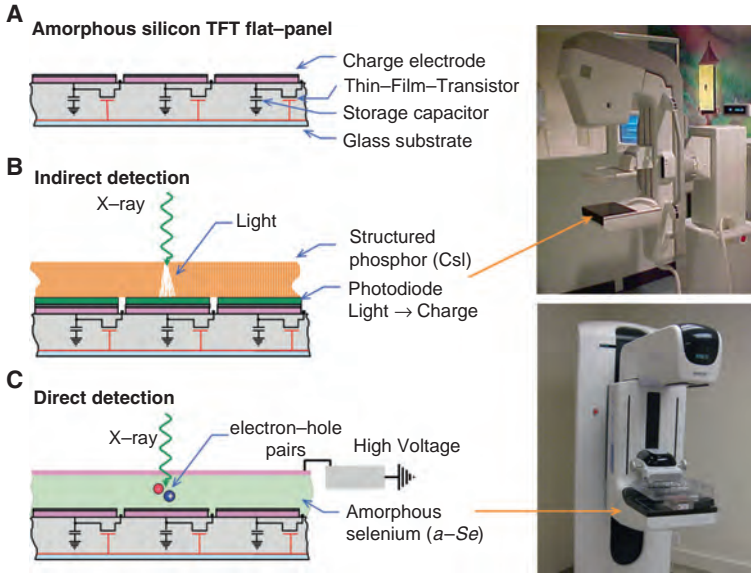 A
Amorphous silicon TFT flat–panel
Charge electrode
Thin–Film–Transistor
Storage capacitor
Glass substrate
B
Indirect detection
X–ray
Light
Structured
phosphor (CsI)
Photodiode
Light → Charge
C
Direct detection
X–ray
electron–hole
pairs
High Voltage
Amorphous
selenium (a–Se)